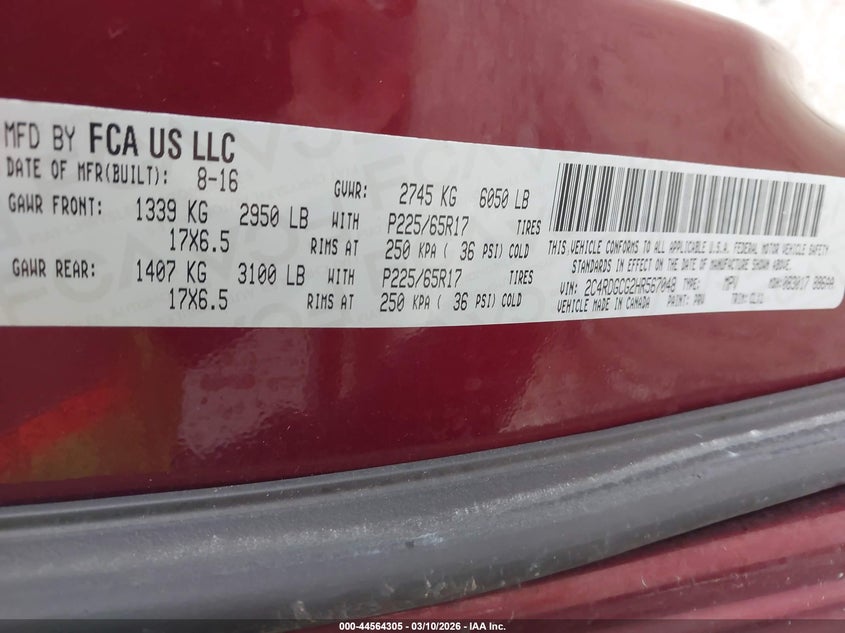 MFD BY FCA US LLC
DATE OF MFR(BUILT): 8-16 GVWR: 2745 KG 6050 LB
GAWR FRONT: 1339 KG 2950 LB WITH P225/65R17 TIRES
17X6.5 RIMS AT 250 KPA ( 36 PSI) COLD
GAWR REAR: 1407 KG 3100 LB WITH P225/65R17 TIRES
17X6.5 RIMS AT 250 KPA ( 36 PSI) COLD
THIS VEHICLE CONFORMS TO ALL APPLICABLE U.S.A. FEDERAL MOTOR VEHICLE SAFETY
STANDARDS IN EFFECT ON THE DATE OF MANUFACTURE SHOWN ABOVE.
VIN: 2C4RDGCG2HR567048 TYPE: MPV MDH:
VEHICLE MADE IN CANADA PAINT: PRV TRIM:
000-44564305 | 03/10/2026 - IAA Inc.